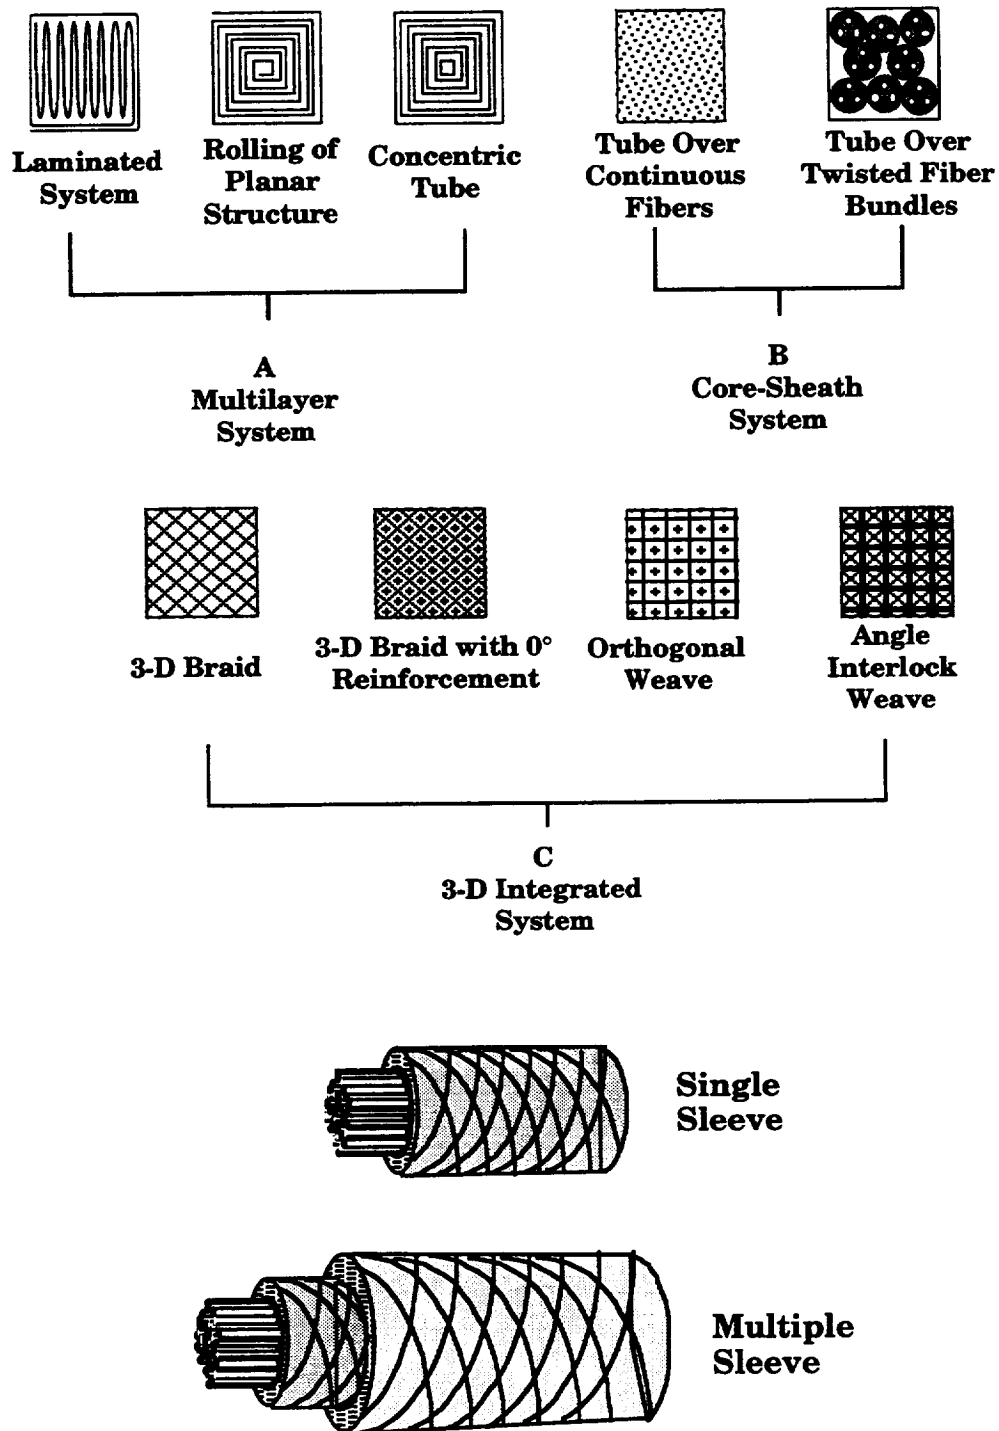 Laminated
System
Rolling of
Planar
Structure
Concentric
Tube
Tube Over
Continuous
Fibers
Tube Over
Twisted Fiber
Bundles
A
Multilayer
System
B
Core-Sheath
System
3-D Braid
3-D Braid with 0°
Reinforcement
Orthogonal
Weave
Angle
Interlock
Weave
C
3-D Integrated
System
Single
Sleeve
Multiple
Sleeve